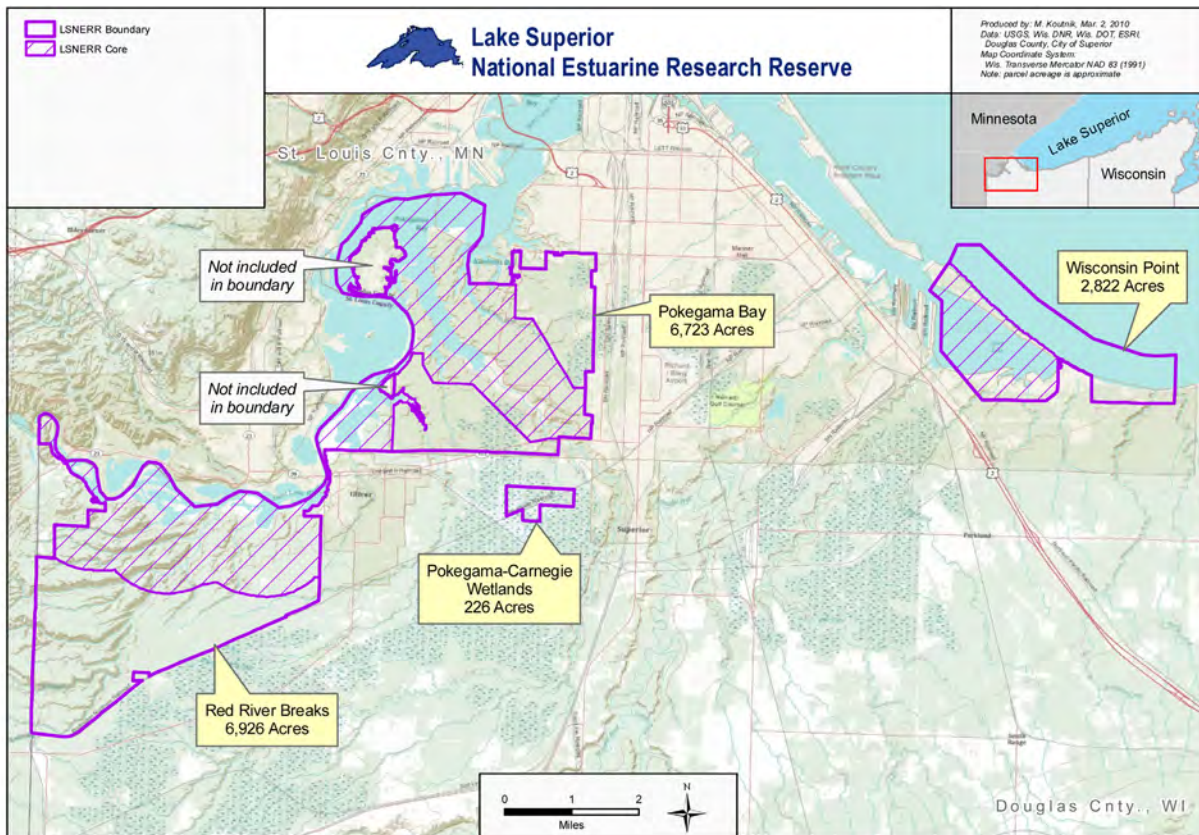 LSNERR Boundary
LSNERR Core
Lake Superior
National Estuarine Research Reserve
Produced by: M. Koutnik, Mar. 2, 2010
Data: USGS, Wis. DNR, Wis. DOT, ESRI,
Douglas County, City of Superior
Map Coordinate System:
Wis. Transverse Mercator NAD 83 (1991)
Note: parcel acreage is approximate
Minnesota
Lake Superior
Wisconsin
St. Louis Cnty., MN
Not included
in boundary
Pokegama Bay
6,723 Acres
Wisconsin Point
2,822 Acres
Not included
in boundary
Oliver
Superior
Parkland
Pokegama-Carnegie
Wetlands
226 Acres
Red River Breaks
6,926 Acres
South
Range
0 1 2
Miles
N
Douglas Cnty., WI